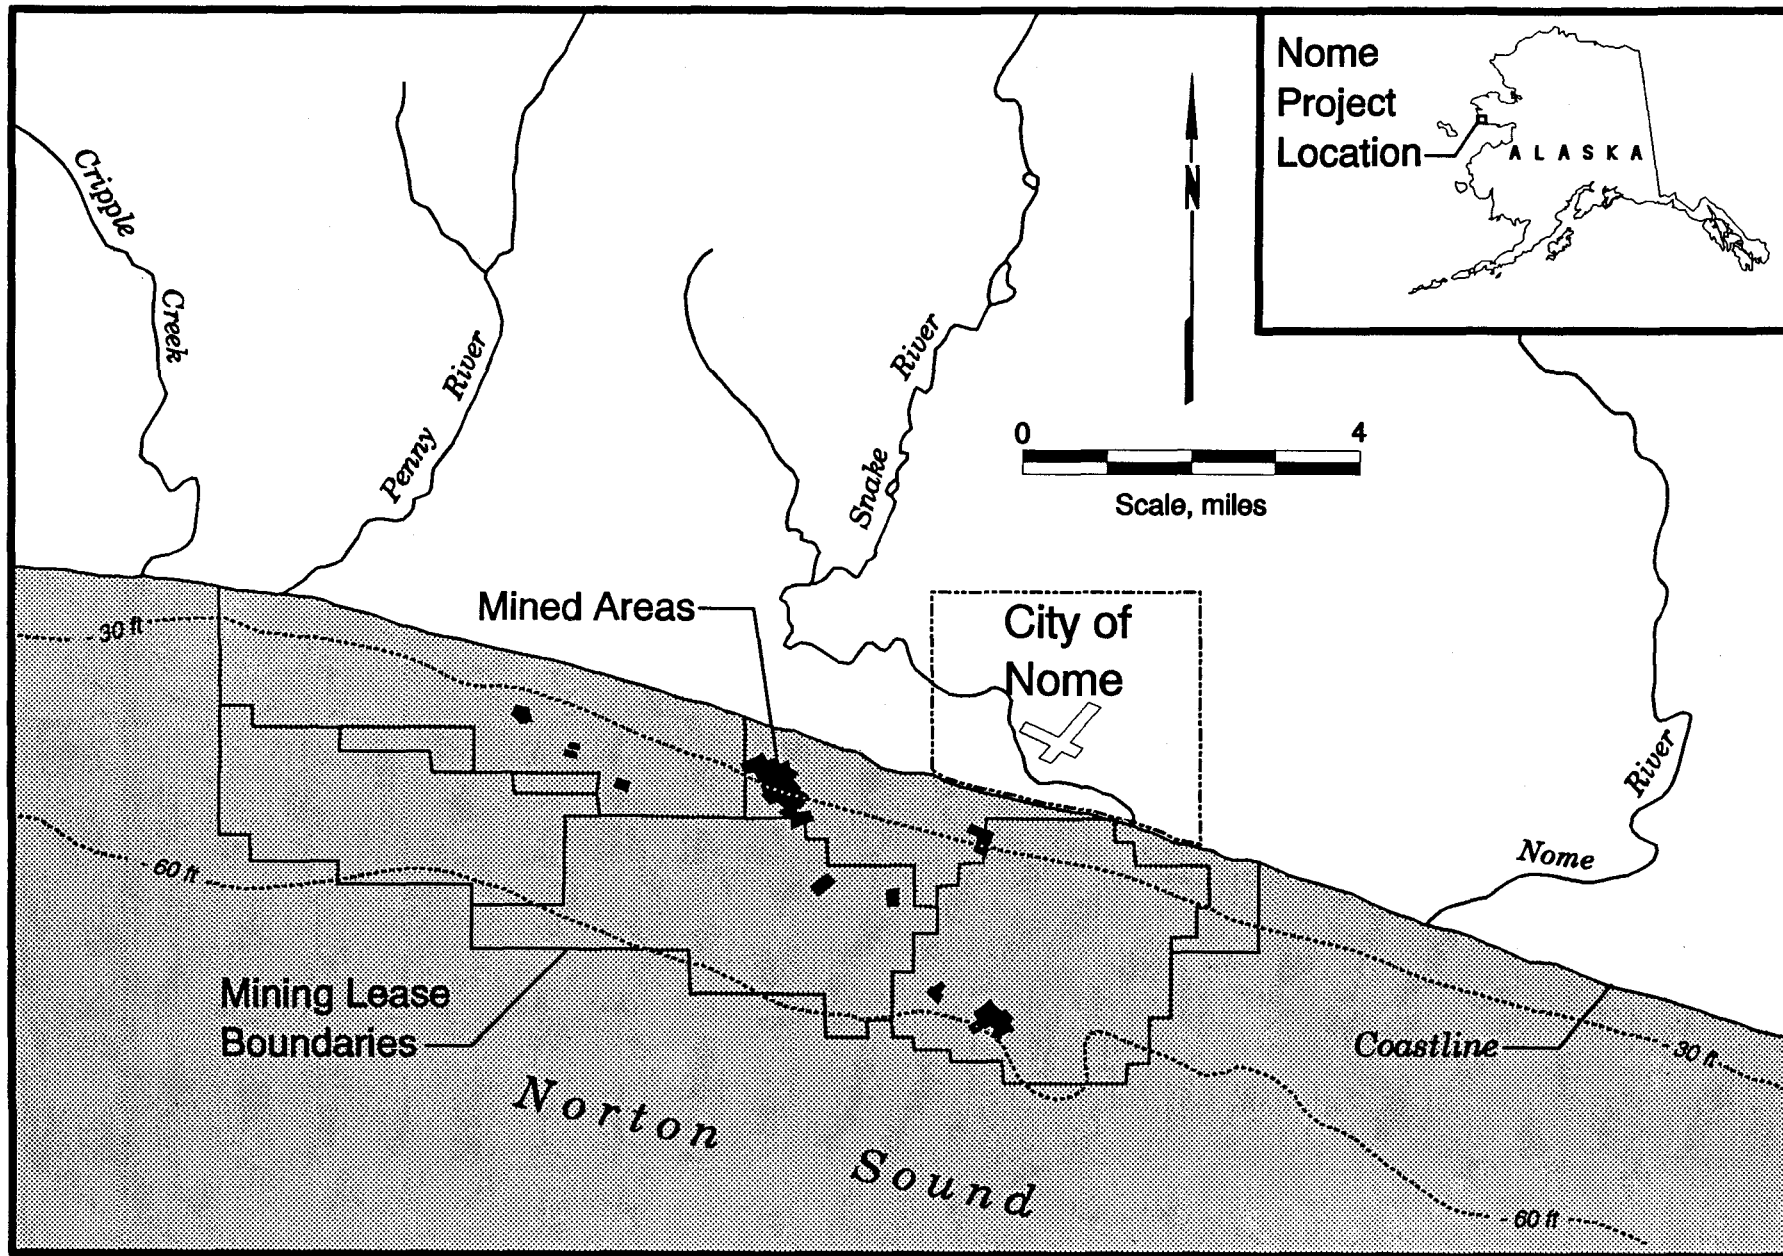 Nome
Project
Location
ALASKA
Cripple
Creek
Penny River
Snake River
N
0 4
Scale, miles
Mined Areas
City of
Nome
River
Nome
- 30 ft
- 60 ft
Mining Lease
Boundaries
Coastline
- 30 ft
Norton
Sound
- 60 ft